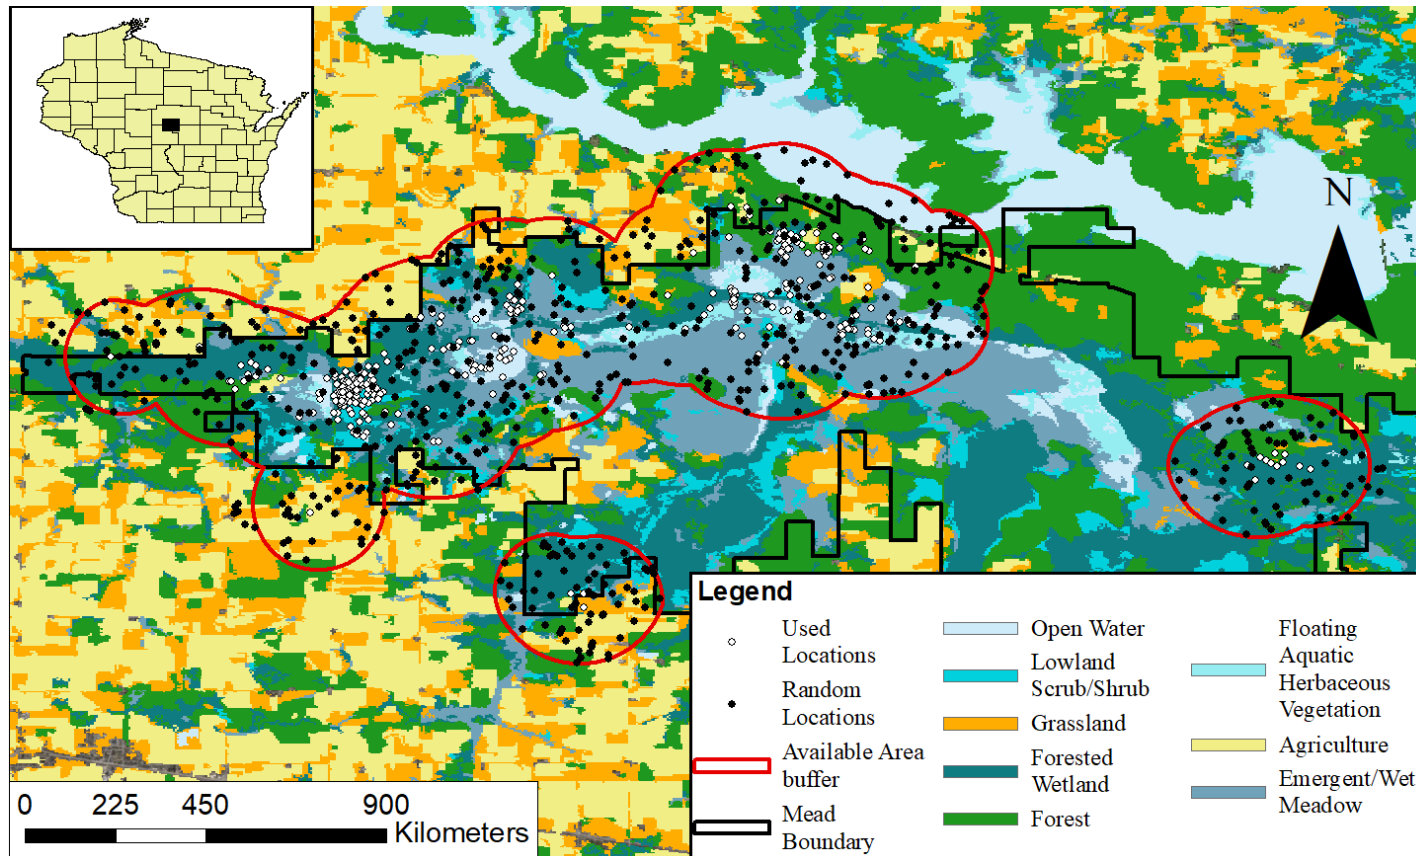 N
Legend
Used
Locations
Random
Locations
Available Area
buffer
Mead
Boundary
Open Water
Lowland
Scrub/Shrub
Grassland
Forested
Wetland
Forest
Floating
Aquatic
Herbaceous
Vegetation
Agriculture
Emergent/Wet
Meadow
0 225 450 900
Kilometers